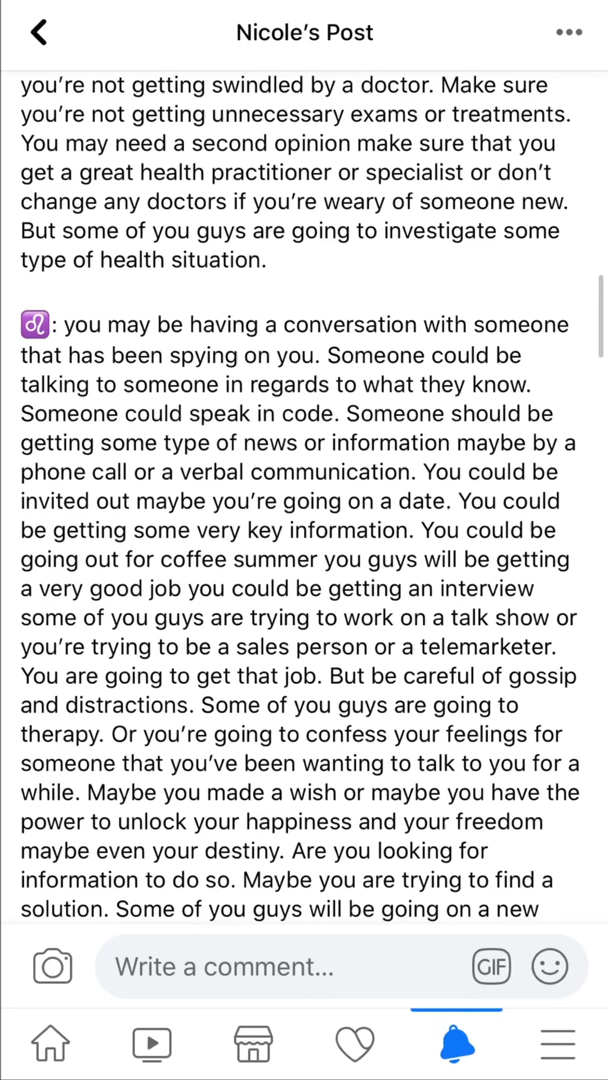 Nicole's Post
you're not getting swindled by a doctor. Make sure
you're not getting unnecessary exams or treatments.
You may need a second opinion make sure that you
get a great health practitioner or specialist or don't
change any doctors if you're weary of someone new.
But some of you guys are going to investigate some
type of health situation.
♌: you may be having a conversation with someone
that has been spying on you. Someone could be
talking to someone in regards to what they know.
Someone could speak in code. Someone should be
getting some type of news or information maybe by a
phone call or a verbal communication. You could be
invited out maybe you're going on a date. You could
be getting some very key information. You could be
going out for coffee summer you guys will be getting
a very good job you could be getting an interview
some of you guys are trying to work on a talk show or
you're trying to be a sales person or a telemarketer.
You are going to get that job. But be careful of gossip
and distractions. Some of you guys are going to
therapy. Or you're going to confess your feelings for
someone that you've been wanting to talk to you for a
while. Maybe you made a wish or maybe you have the
power to unlock your happiness and your freedom
maybe even your destiny. Are you looking for
information to do so. Maybe you are trying to find a
solution. Some of you guys will be going on a new
Write a comment...
GIF